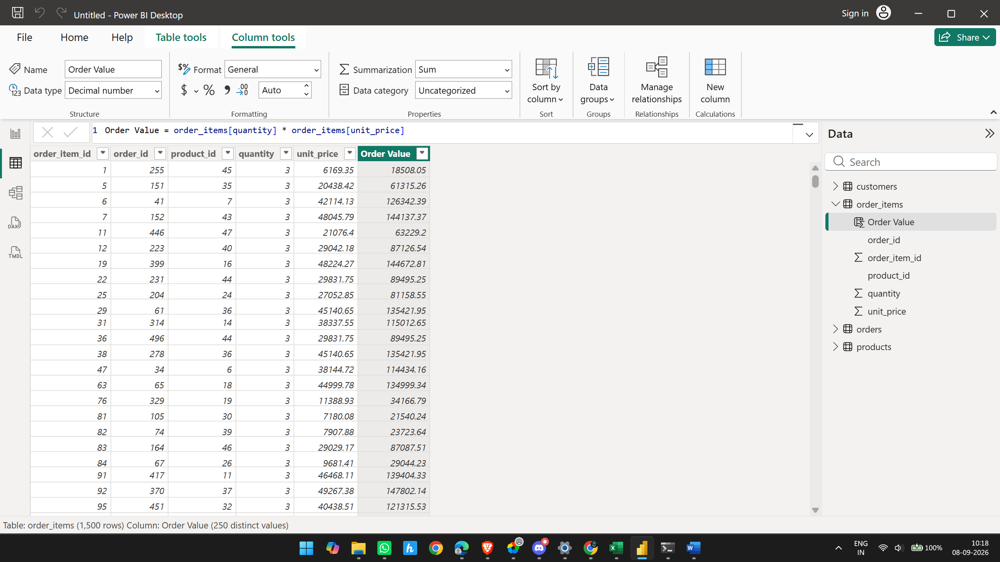 Untitled - Power BI Desktop
Sign in
File Home Help Table tools Column tools
Share
Name Order Value
Data type Decimal number
Structure
Format General
$ % , .00 Auto
Formatting
Summarization Sum
Data category Uncategorized
Properties
Sort by column
Sort
Data groups
Groups
Manage relationships
Relationships
New column
Calculations
1 Order Value = order_items[quantity] * order_items[unit_price]
order_item_id order_id product_id quantity unit_price Order Value
1 255 45 3 6169.35 18508.05
5 151 35 3 20438.42 61315.26
6 41 7 3 42114.13 126342.39
7 152 43 3 48045.79 144137.37
11 446 47 3 21076.4 63229.2
12 223 40 3 29042.18 87126.54
19 399 16 3 48224.27 144672.81
22 231 44 3 29831.75 89495.25
25 204 24 3 27052.85 81158.55
29 61 36 3 45140.65 135421.95
31 314 14 3 38337.55 115012.65
36 496 44 3 29831.75 89495.25
38 278 36 3 45140.65 135421.95
47 34 6 3 38144.72 114434.16
63 65 18 3 44999.78 134999.34
76 329 19 3 11388.93 34166.79
81 105 30 3 7180.08 21540.24
82 74 39 3 7907.88 23723.64
83 164 46 3 29029.17 87087.51
84 67 26 3 9681.41 29044.23
91 417 11 3 46468.11 139404.33
92 370 37 3 49267.38 147802.14
95 451 32 3 40438.51 121315.53
DAX
TMDL
Data
Search
customers
order_items
Order Value
order_id
order_item_id
product_id
quantity
unit_price
orders
products
Table: order_items (1,500 rows) Column: Order Value (250 distinct values)
ENG
IN
100%
10:18
08-09-2026